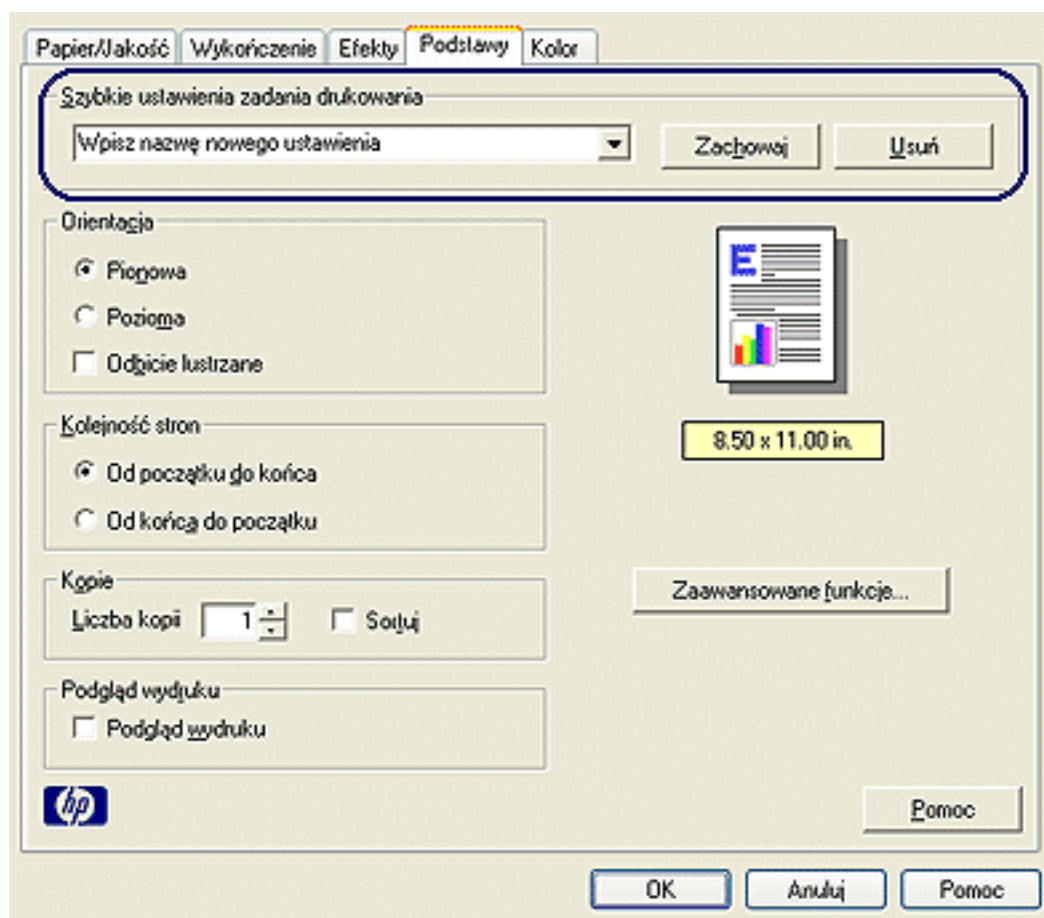 Papier/Jakość Wykończenie Efekty Podstawy Kolor
Szybkie ustawienia zadania drukowania
Wpisz nazwę nowego ustawienia Zachowaj Usuń
Orientacja
Pionowa
Pozioma
Odbicie lustrzane
E
Kolejność stron
8.50 x 11.00 in.
Od początku do końca
Od końca do początku
Kopie
Zaawansowane funkcje...
Liczba kopii 1 Sortuj
Podgląd wydruku
Podgląd wydruku
hp
Pomoc
OK Anuluj Pomoc